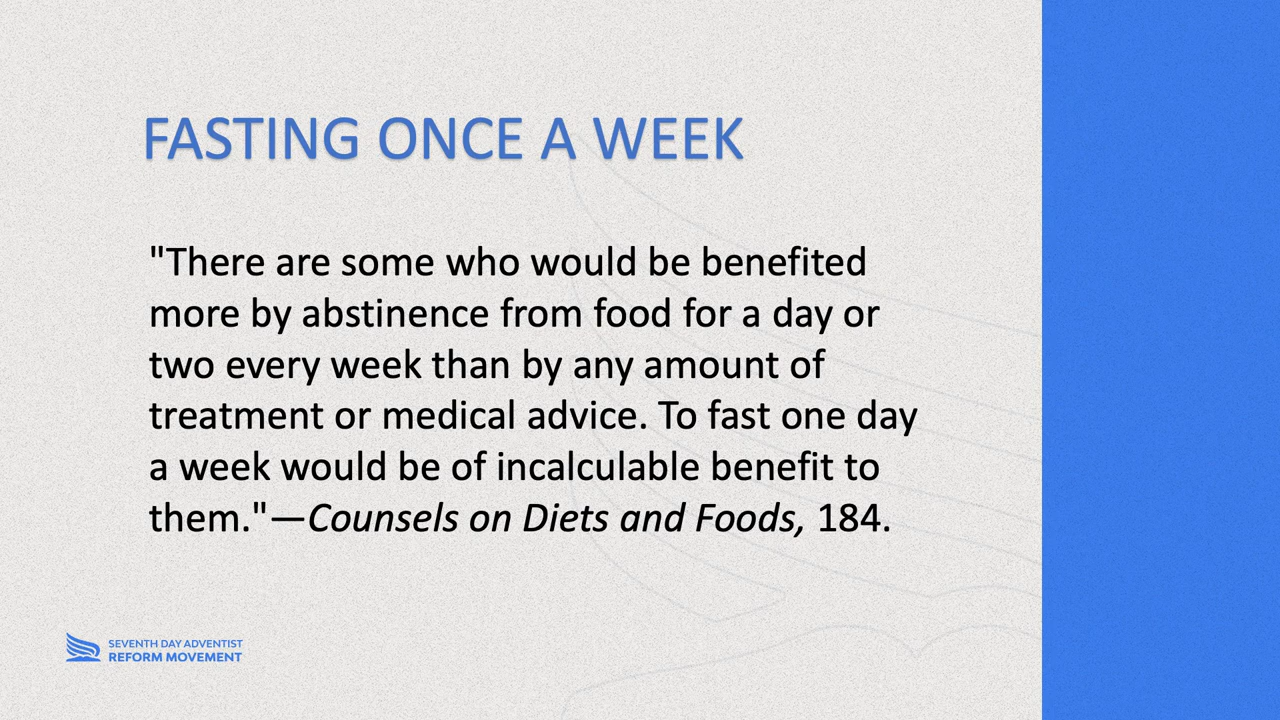 FASTING ONCE A WEEK
"There are some who would be benefited
more by abstinence from food for a day or
two every week than by any amount of
treatment or medical advice. To fast one day
a week would be of incalculable benefit to
them."—Counsels on Diets and Foods, 184.
SEVENTH DAY ADVENTIST
REFORM MOVEMENT